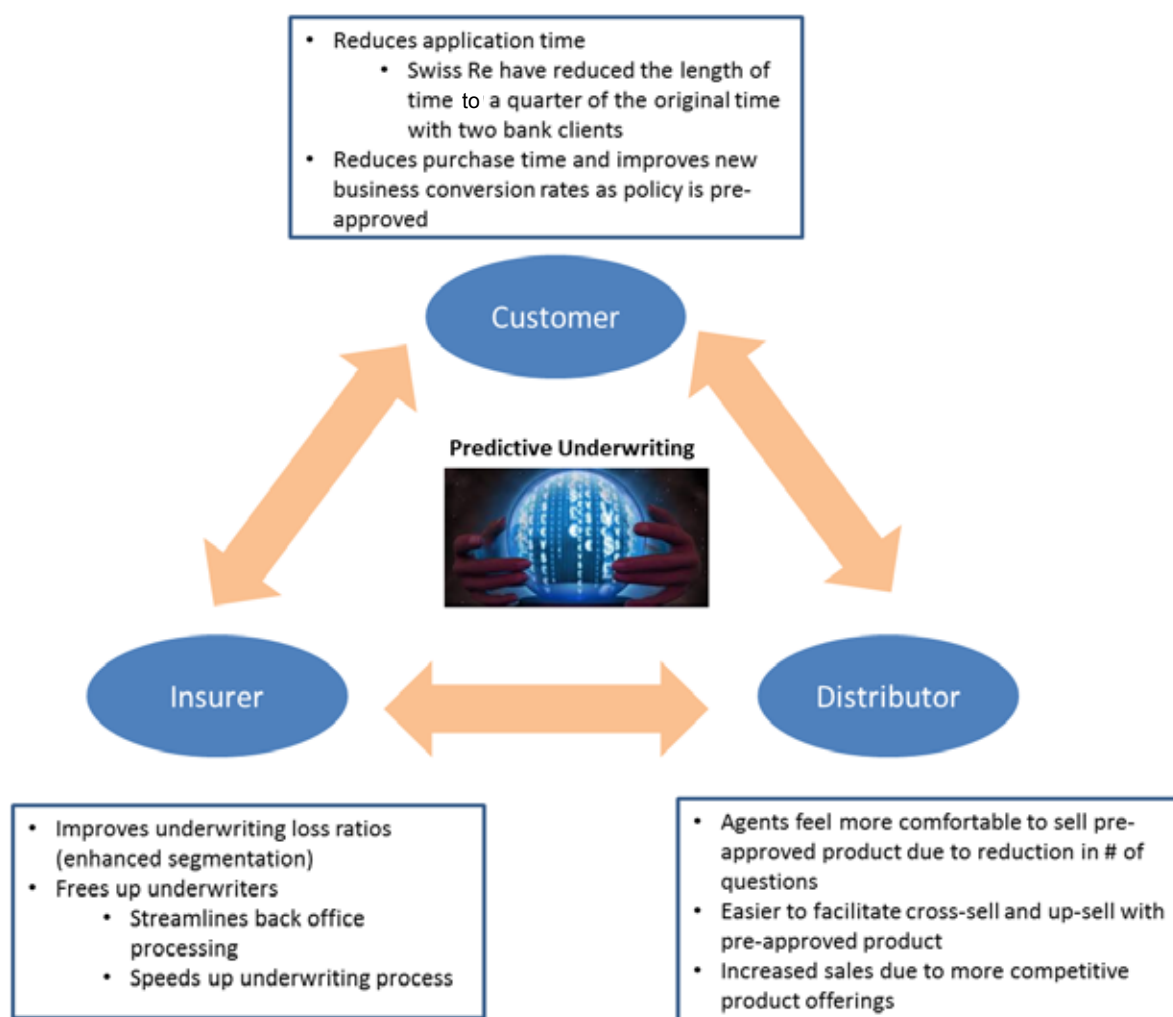 • Reduces application time
• Swiss Re have reduced the length of
time to a quarter of the original time
with two bank clients
• Reduces purchase time and improves new
business conversion rates as policy is pre-
approved
Customer
Predictive Underwriting
Insurer
Distributor
• Improves underwriting loss ratios
(enhanced segmentation)
• Frees up underwriters
• Streamlines back office
processing
• Speeds up underwriting process
• Agents feel more comfortable to sell pre-
approved product due to reduction in # of
questions
• Easier to facilitate cross-sell and up-sell with
pre-approved product
• Increased sales due to more competitive
product offerings